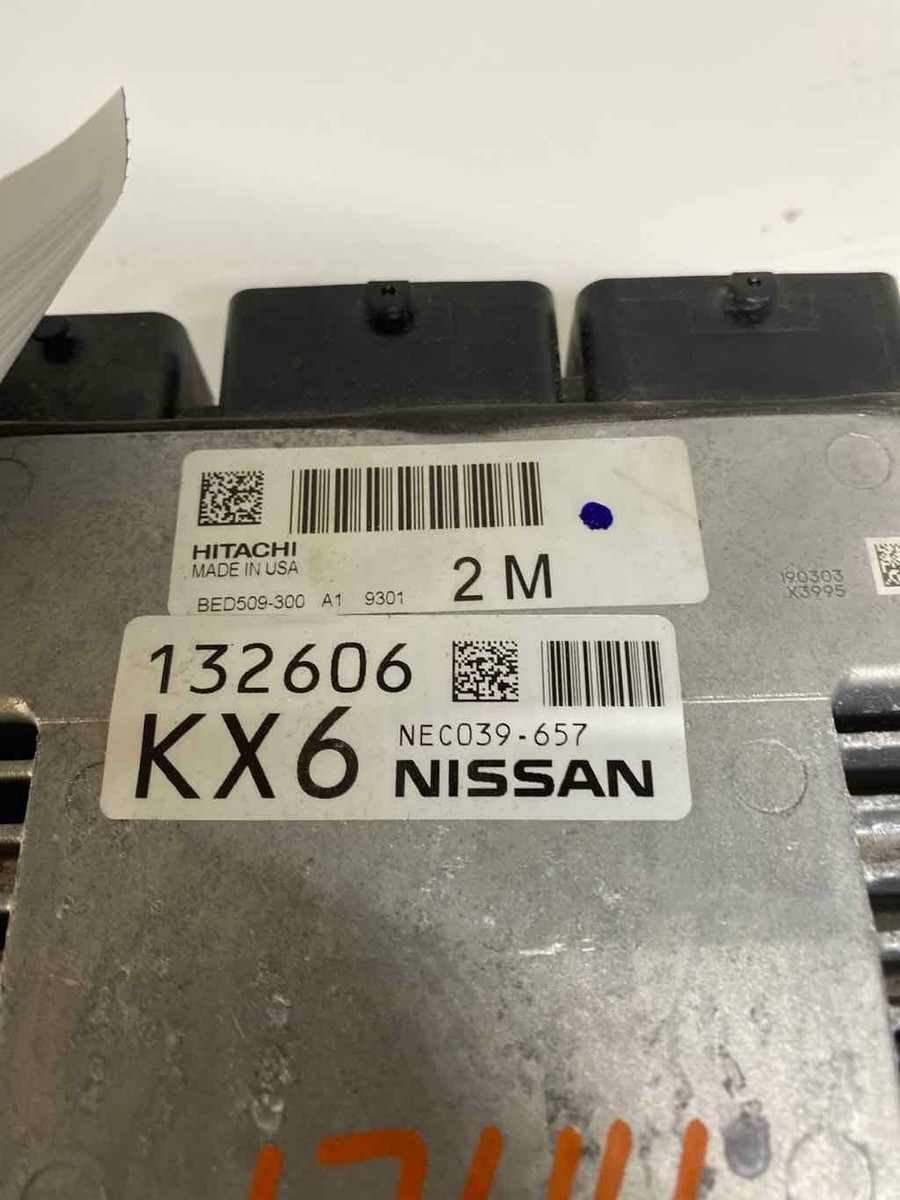 HITACHI
MADE IN USA
BED509-300 A1 9301
2 M
190303
X3995
132606
KX6
NEC039-657
NISSAN